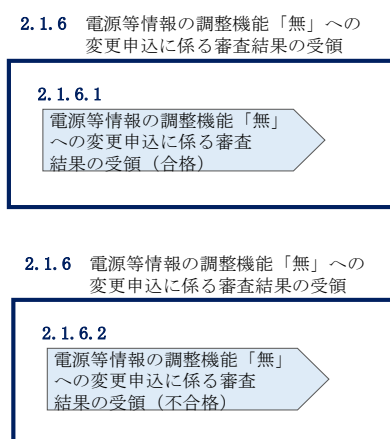 2.1.6 電源等情報の調整機能「無」への
変更申込に係る審査結果の受領
2.1.6.1
電源等情報の調整機能「無」
への変更申込に係る審査
結果の受領（合格）
2.1.6 電源等情報の調整機能「無」への
変更申込に係る審査結果の受領
2.1.6.2
電源等情報の調整機能「無」
への変更申込に係る審査
結果の受領（不合格）